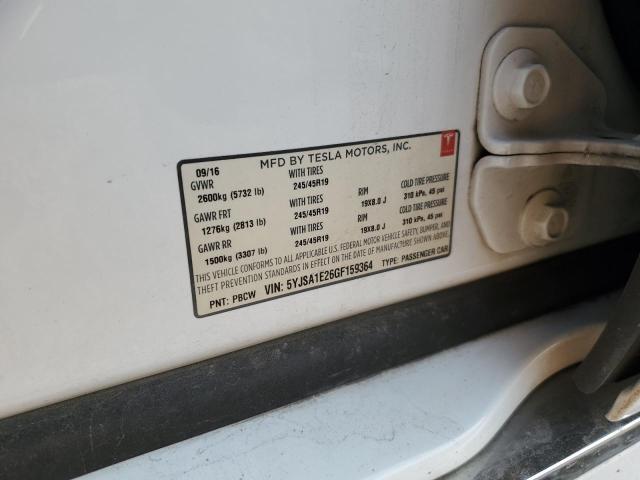 MFD BY TESLA MOTORS, INC.
09/16
GVWR WITH TIRES
2600kg (5732 lb) 245/45R19 RIM COLD TIRE PRESSURE
GAWR FRT WITH TIRES 19X8.0 J 310 kPa, 45 psi
1276kg (2813 lb) 245/45R19 RIM COLD TIRE PRESSURE
GAWR RR WITH TIRES 19X8.0 J 310 kPa, 45 psi
1500kg (3307 lb) 245/45R19
THIS VEHICLE CONFORMS TO ALL APPLICABLE U.S. FEDERAL MOTOR VEHICLE SAFETY, BUMPER, AND
THEFT PREVENTION STANDARDS IN EFFECT ON THE DATE OF MANUFACTURE SHOWN ABOVE.
PNT: PBCW VIN: 5YJSA1E26GF159364 TYPE: PASSENGER CAR